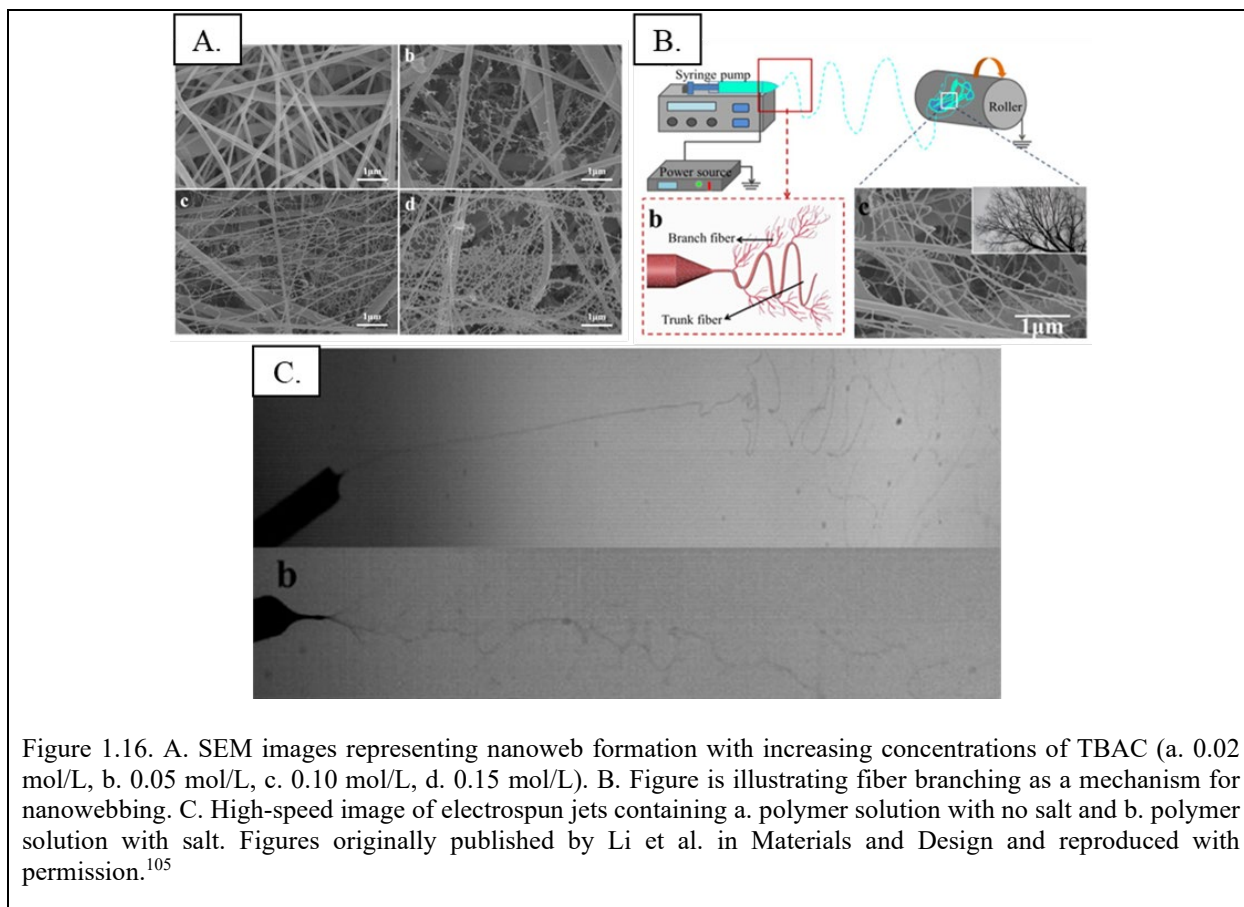 A.
b
1μm
1μm
c
d
1μm
1μm
B.
Syringe pump
Roller
Power source
b
Branch fiber
Trunk fiber
c
1μm
C.
b
Figure 1.16. A. SEM images representing nanoweb formation with increasing concentrations of TBAC (a. 0.02
mol/L, b. 0.05 mol/L, c. 0.10 mol/L, d. 0.15 mol/L). B. Figure is illustrating fiber branching as a mechanism for
nanowebbing. C. High-speed image of electrospun jets containing a. polymer solution with no salt and b. polymer
solution with salt. Figures originally published by Li et al. in Materials and Design and reproduced with
permission.105